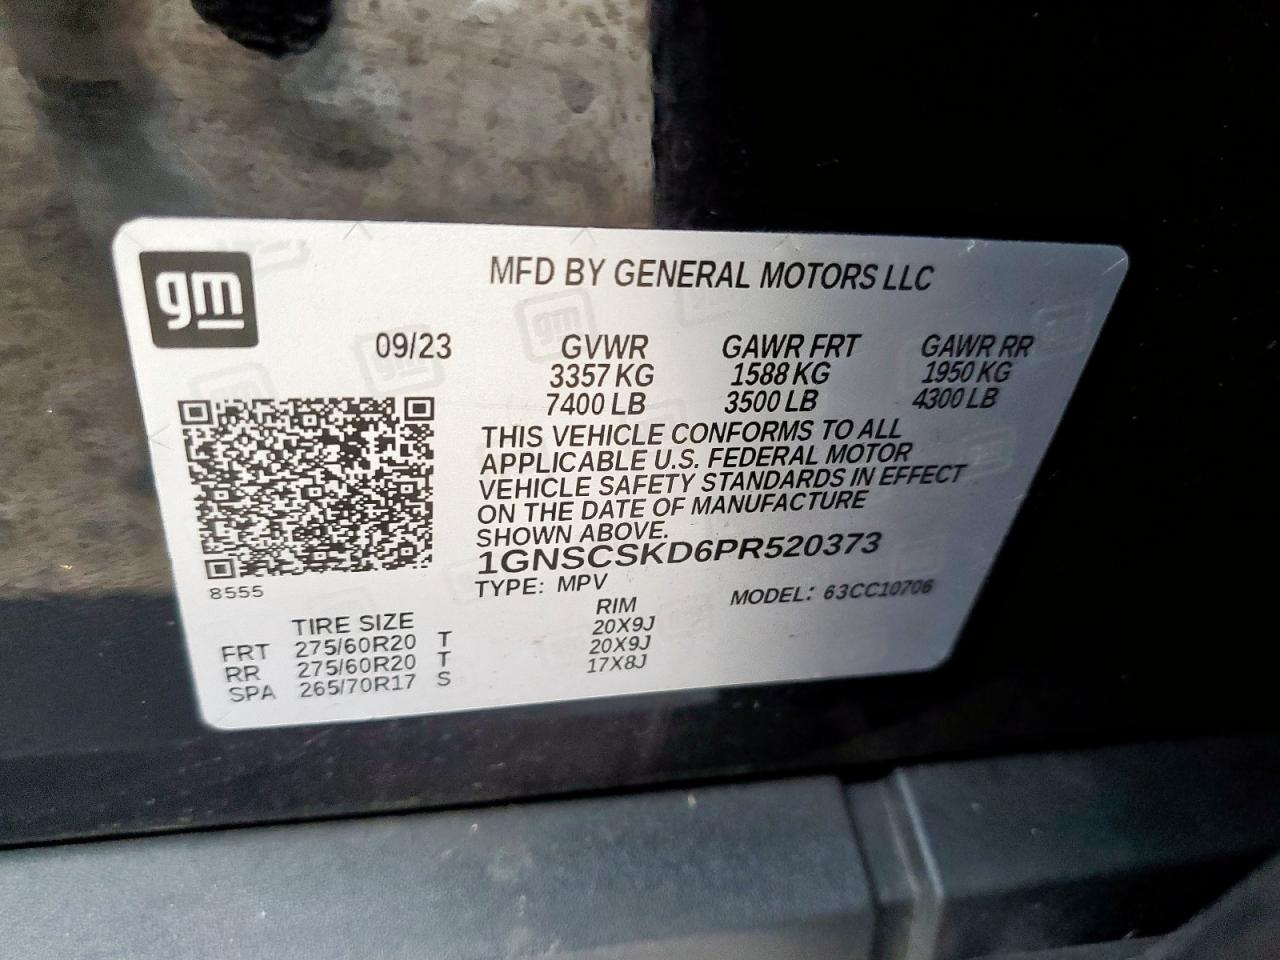 gm
MFD BY GENERAL MOTORS LLC
09/23 GVWR GAWR FRT GAWR RR
3357 KG 1588 KG 1950 KG
7400 LB 3500 LB 4300 LB
THIS VEHICLE CONFORMS TO ALL
APPLICABLE U.S. FEDERAL MOTOR
VEHICLE SAFETY STANDARDS IN EFFECT
ON THE DATE OF MANUFACTURE
SHOWN ABOVE.
1GNSCSKD6PR520373
8555
TYPE: MPV MODEL: 63CC10706
TIRE SIZE RIM
FRT 275/60R20 T 20X9J
RR 275/60R20 T 20X9J
SPA 265/70R17 S 17X8J